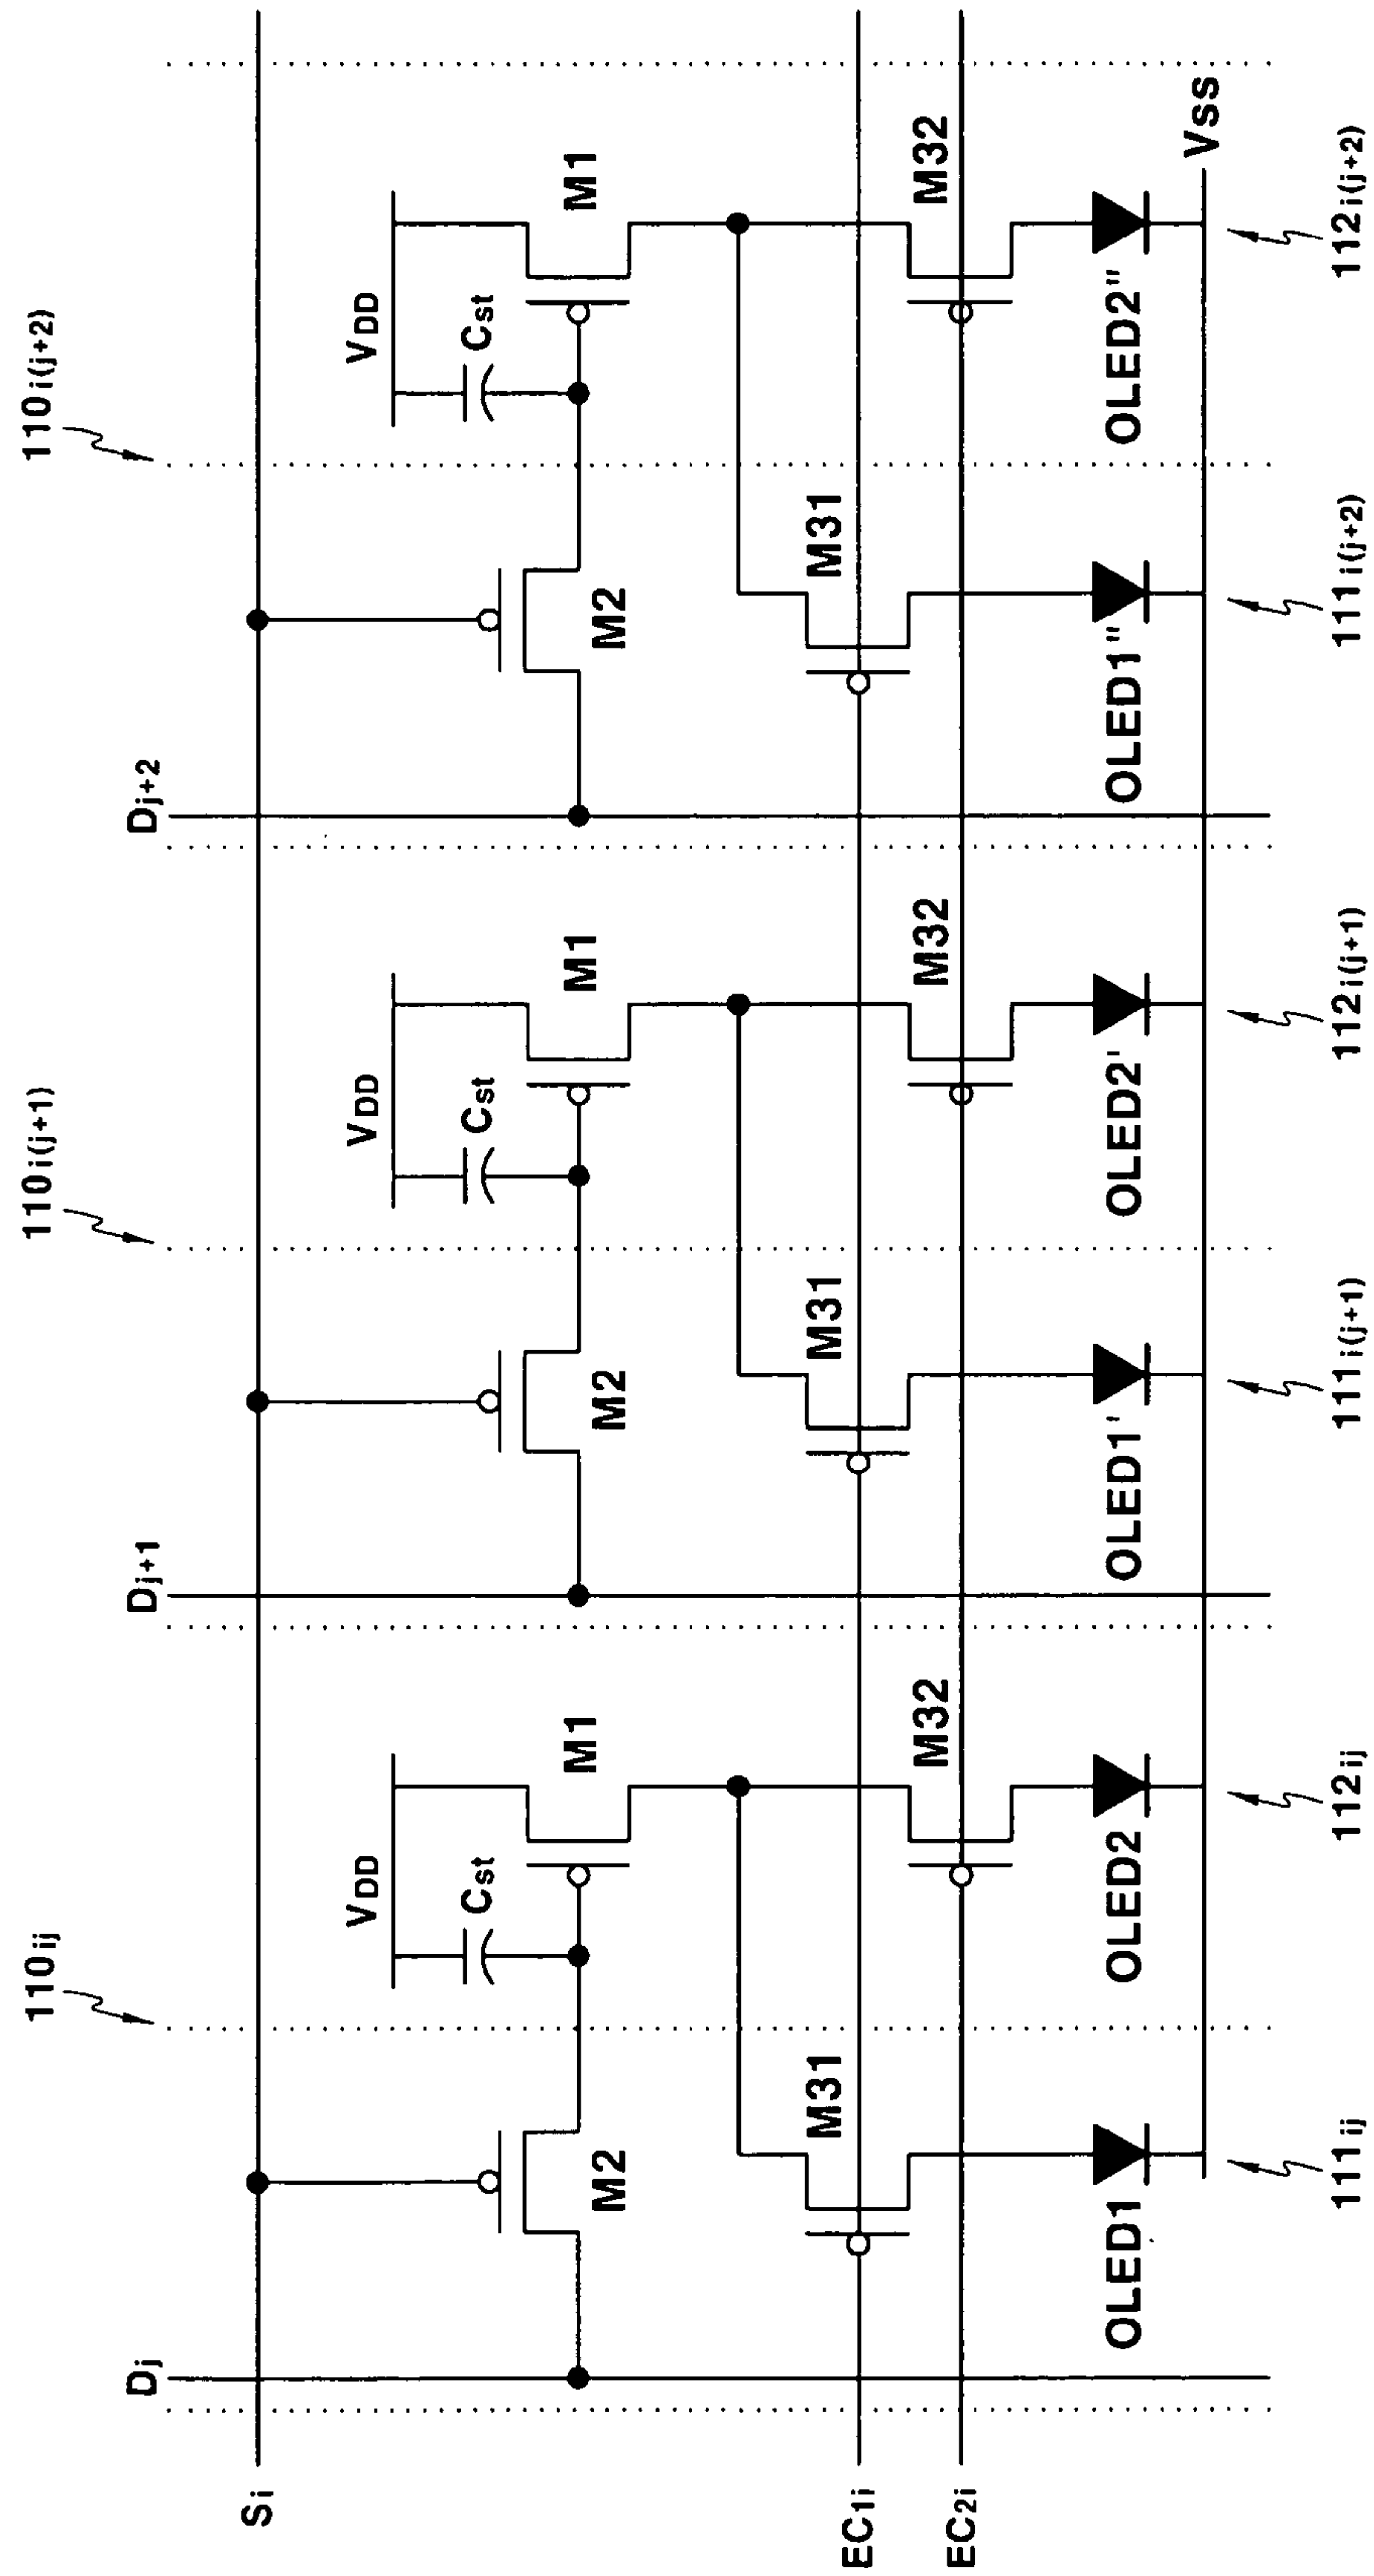 110ij
110i(j+1)
110i(j+2)
Dj
Dj+1
Dj+2
Si
VDD
VDD
VDD
Cst
Cst
Cst
M2
M1
M2
M1
M2
M1
M31
M31
M31
EC1i
M32
M32
M32
EC2i
OLED1
OLED2
OLED1'
OLED2'
OLED1"
OLED2"
Vss
111ij
112ij
111i(j+1)
112i(j+1)
111i(j+2)
112i(j+2)